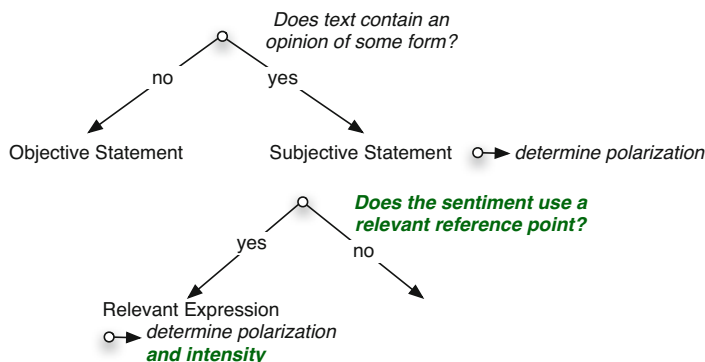 Does text contain an
opinion of some form?
no
yes
Objective Statement
Subjective Statement
determine polarization
Does the sentiment use a
relevant reference point?
yes
no
Relevant Expression
determine polarization
and intensity